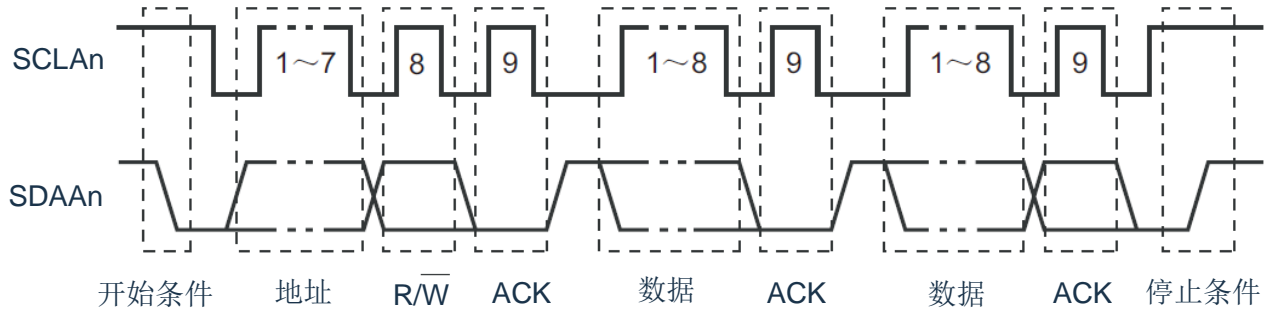 SCLAn 1～7 8 9 1～8 9 1～8 9
SDAAn
开始条件 地址 R/W̅ ACK 数据 ACK 数据 ACK 停止条件